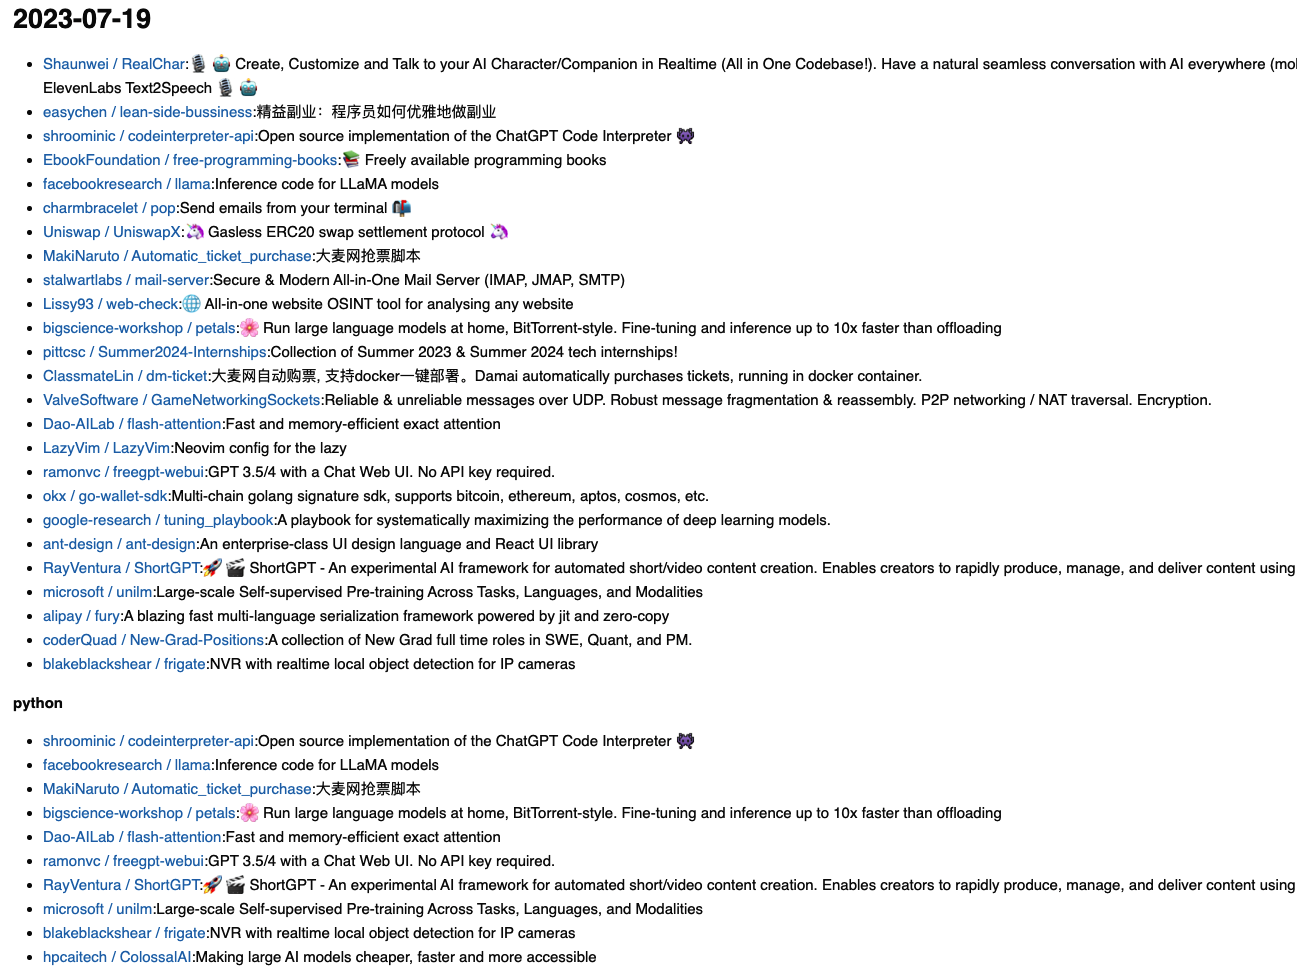 2023-07-19
Shaunwei / RealChar:🎙️🤖 Create, Customize and Talk to your AI Character/Companion in Realtime (All in One Codebase!). Have a natural seamless conversation with AI everywhere
ElevenLabs Text2Speech 🎙️🤖
easychen / lean-side-bussiness:精益副业：程序员如何优雅地做副业
shroominic / codeinterpreter-api:Open source implementation of the ChatGPT Code Interpreter 👾
EbookFoundation / free-programming-books:📚 Freely available programming books
facebookresearch / llama:Inference code for LLaMA models
charmbracelet / pop:Send emails from your terminal 📬
Uniswap / UniswapX:🦄 Gasless ERC20 swap settlement protocol 🦄
MakiNaruto / Automatic_ticket_purchase:大麦网抢票脚本
stalwartlabs / mail-server:Secure & Modern All-in-One Mail Server (IMAP, JMAP, SMTP)
Lissy93 / web-check:🌐 All-in-one website OSINT tool for analysing any website
bigscience-workshop / petals:🌸 Run large language models at home, BitTorrent-style. Fine-tuning and inference up to 10x faster than offloading
pittcsc / Summer2024-Internships:Collection of Summer 2023 & Summer 2024 tech internships!
ClassmateLin / dm-ticket:大麦网自动购票, 支持docker一键部署。Damai automatically purchases tickets, running in docker container.
ValveSoftware / GameNetworkingSockets:Reliable & unreliable messages over UDP. Robust message fragmentation & reassembly. P2P networking / NAT traversal. Encryption.
Dao-AILab / flash-attention:Fast and memory-efficient exact attention
LazyVim / LazyVim:Neovim config for the lazy
ramonvc / freegpt-webui:GPT 3.5/4 with a Chat Web UI. No API key required.
okx / go-wallet-sdk:Multi-chain golang signature sdk, supports bitcoin, ethereum, aptos, cosmos, etc.
google-research / tuning_playbook:A playbook for systematically maximizing the performance of deep learning models.
ant-design / ant-design:An enterprise-class UI design language and React UI library
RayVentura / ShortGPT:🚀🎬 ShortGPT - An experimental AI framework for automated short/video content creation. Enables creators to rapidly produce, manage, and deliver content using
microsoft / unilm:Large-scale Self-supervised Pre-training Across Tasks, Languages, and Modalities
alipay / fury:A blazing fast multi-language serialization framework powered by jit and zero-copy
coderQuad / New-Grad-Positions:A collection of New Grad full time roles in SWE, Quant, and PM.
blakeblackshear / frigate:NVR with realtime local object detection for IP cameras
python
shroominic / codeinterpreter-api:Open source implementation of the ChatGPT Code Interpreter 👾
facebookresearch / llama:Inference code for LLaMA models
MakiNaruto / Automatic_ticket_purchase:大麦网抢票脚本
bigscience-workshop / petals:🌸 Run large language models at home, BitTorrent-style. Fine-tuning and inference up to 10x faster than offloading
Dao-AILab / flash-attention:Fast and memory-efficient exact attention
ramonvc / freegpt-webui:GPT 3.5/4 with a Chat Web UI. No API key required.
RayVentura / ShortGPT:🚀🎬 ShortGPT - An experimental AI framework for automated short/video content creation. Enables creators to rapidly produce, manage, and deliver content using
microsoft / unilm:Large-scale Self-supervised Pre-training Across Tasks, Languages, and Modalities
blakeblackshear / frigate:NVR with realtime local object detection for IP cameras
hpcaitech / ColossalAI:Making large AI models cheaper, faster and more accessible